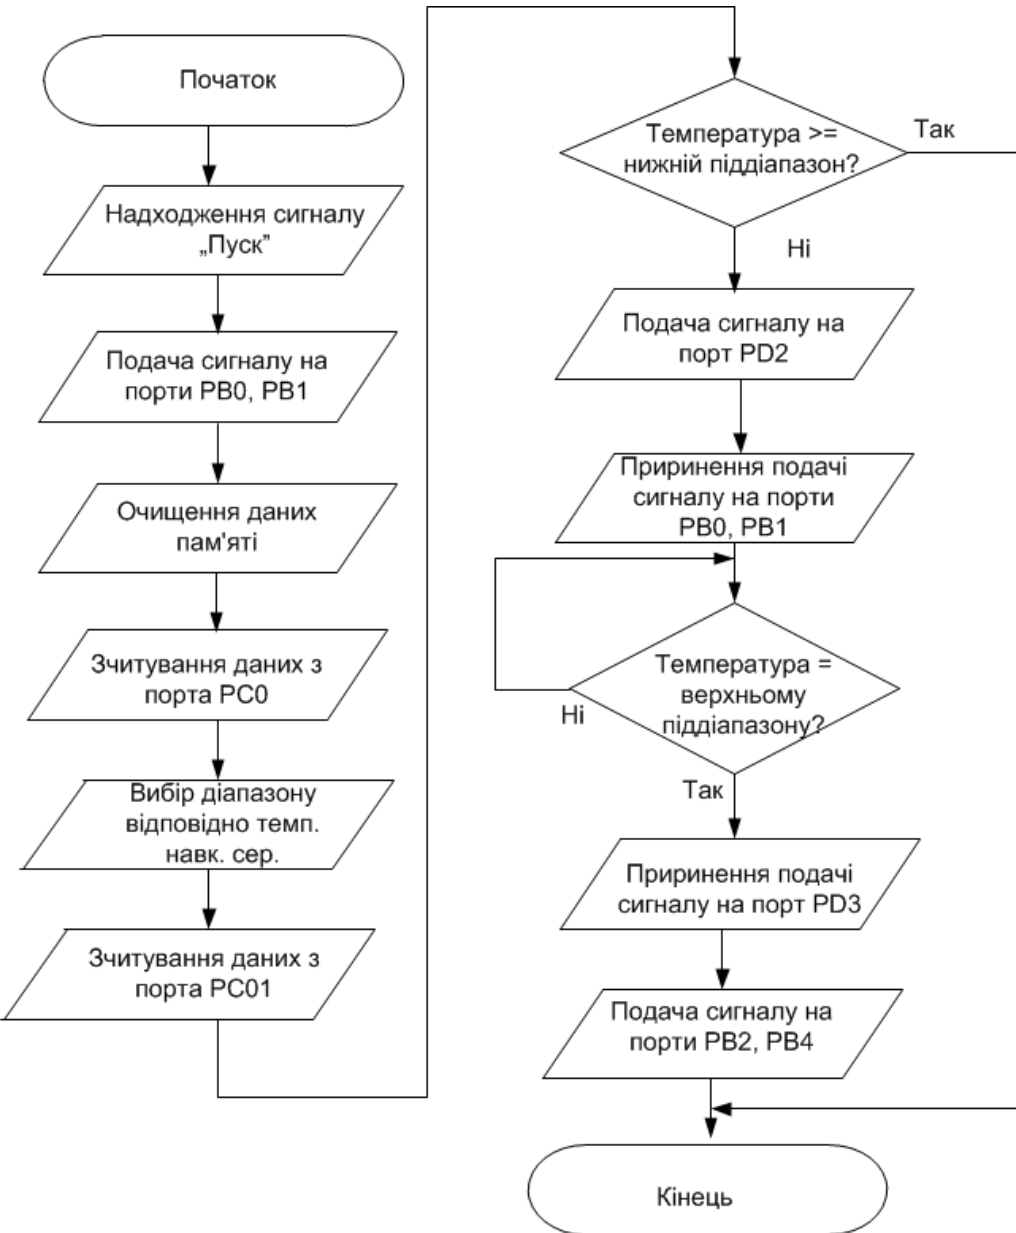 Початок
Надходження сигналу
„Пуск”
Подача сигналу на
порти PB0, PB1
Очищення даних
пам'яті
Зчитування даних з
порта PC0
Вибір діапазону
відповідно темп.
навк. сер.
Зчитування даних з
порта PC01
Температура >=
нижній піддіапазон?
Так
Ні
Подача сигналу на
порт PD2
Приринення подачі
сигналу на порти
PB0, PB1
Температура =
верхньому
піддіапазону?
Ні
Так
Приринення подачі
сигналу на порт PD3
Подача сигналу на
порти PB2, PB4
Кінець